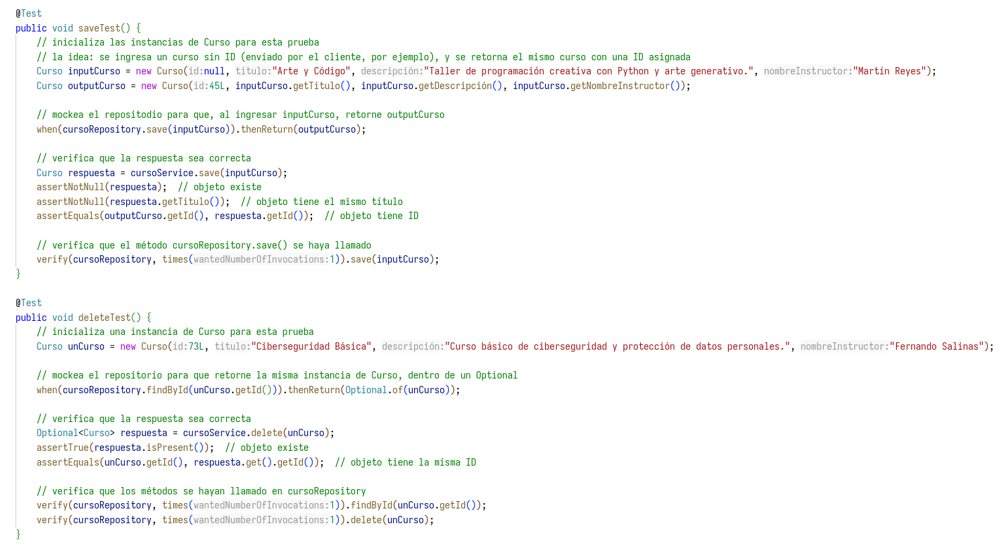 @Test
public void saveTest() {
// inicializa las instancias de Curso para esta prueba
// la idea: se ingresa un curso sin ID (enviado por el cliente, por ejemplo), y se retorna el mismo curso con una ID asignada
Curso inputCurso = new Curso(id:null, titulo:"Arte y Código", descripción:"Taller de programación creativa con Python y arte generativo.", nombreInstructor:"Martín Reyes");
Curso outputCurso = new Curso(id:45L, inputCurso.getTitulo(), inputCurso.getDescripción(), inputCurso.getNombreInstructor());
// mockea el repositodio para que, al ingresar inputCurso, retorne outputCurso
when(cursoRepository.save(inputCurso)).thenReturn(outputCurso);
// verifica que la respuesta sea correcta
Curso respuesta = cursoService.save(inputCurso);
assertNotNull(respuesta);  // objeto existe
assertNotNull(respuesta.getTitulo());  // objeto tiene el mismo título
assertEquals(outputCurso.getId(), respuesta.getId());  // objeto tiene ID
// verifica que el método cursoRepository.save() se haya llamado
verify(cursoRepository, times(wantedNumberOfInvocations:1)).save(inputCurso);
}
@Test
public void deleteTest() {
// inicializa una instancia de Curso para esta prueba
Curso unCurso = new Curso(id:73L, titulo:"Ciberseguridad Básica", descripción:"Curso básico de ciberseguridad y protección de datos personales.", nombreInstructor:"Fernando Salinas");
// mockea el repositorio para que retorne la misma instancia de Curso, dentro de un Optional
when(cursoRepository.findById(unCurso.getId())).thenReturn(Optional.of(unCurso));
// verifica que la respuesta sea correcta
Optional<Curso> respuesta = cursoService.delete(unCurso);
assertTrue(respuesta.isPresent());  // objeto existe
assertEquals(unCurso.getId(), respuesta.get().getId());  // objeto tiene la misma ID
// verifica que los métodos se hayan llamado en cursoRepository
verify(cursoRepository, times(wantedNumberOfInvocations:1)).findById(unCurso.getId());
verify(cursoRepository, times(wantedNumberOfInvocations:1)).delete(unCurso);
}